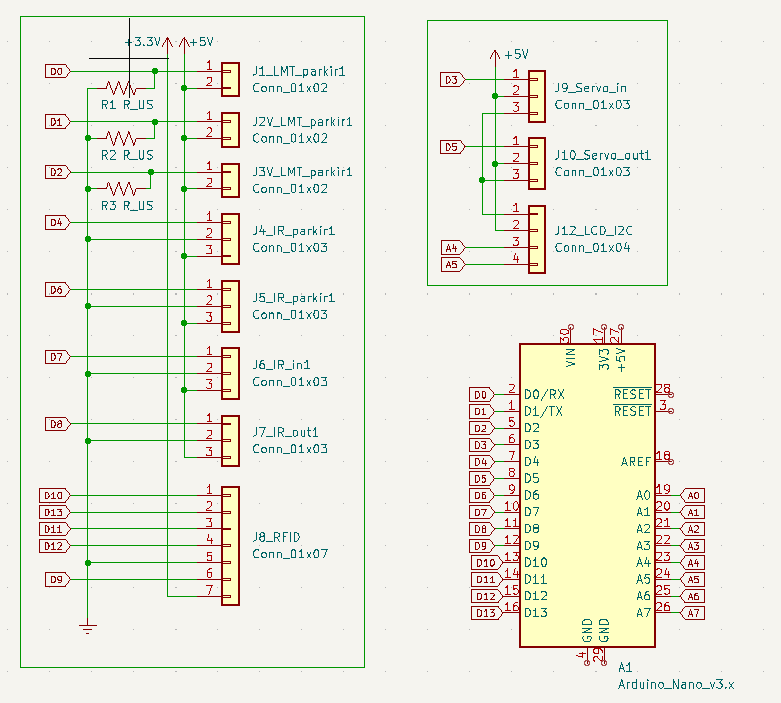 +3.3V +5V
D0 1 J1_LMT_parkir1
2 Conn_01x02
R1 R_US
D1 1 J2V_LMT_parkir1
2 Conn_01x02
R2 R_US
D2 1 J3V_LMT_parkir1
2 Conn_01x02
R3 R_US
D4 1 J4_IR_parkir1
2 Conn_01x03
3
D6 1 J5_IR_parkir1
2 Conn_01x03
3
D7 1 J6_IR_in1
2 Conn_01x03
3
D8 1 J7_IR_out1
2 Conn_01x03
3
D10 1
D13 2
D11 3 J8_RFID
D12 4 Conn_01x07
5
D9 6
7
+5V
D3 1 J9_Servo_in
2 Conn_01x03
3
D5 1 J10_Servo_out1
2 Conn_01x03
3
1 J12_LCD_I2C
2 Conn_01x04
A4 3
A5 4
30 17 27
VIN 3V3 +5V
D0 2 D0/RX RESET 28
D1 1 D1/TX RESET 3
D2 5 D2
D3 6 D3
D4 7 D4 AREF 18
D5 8 D5
D6 9 D6 A0 19 A0
D7 10 D7 A1 20 A1
D8 11 D8 A2 21 A2
D9 12 D9 A3 22 A3
D10 13 D10 A4 23 A4
D11 14 D11 A5 24 A5
D12 15 D12 A6 25 A6
D13 16 D13 A7 26 A7
GND GND
4 29
A1
Arduino_Nano_v3.x